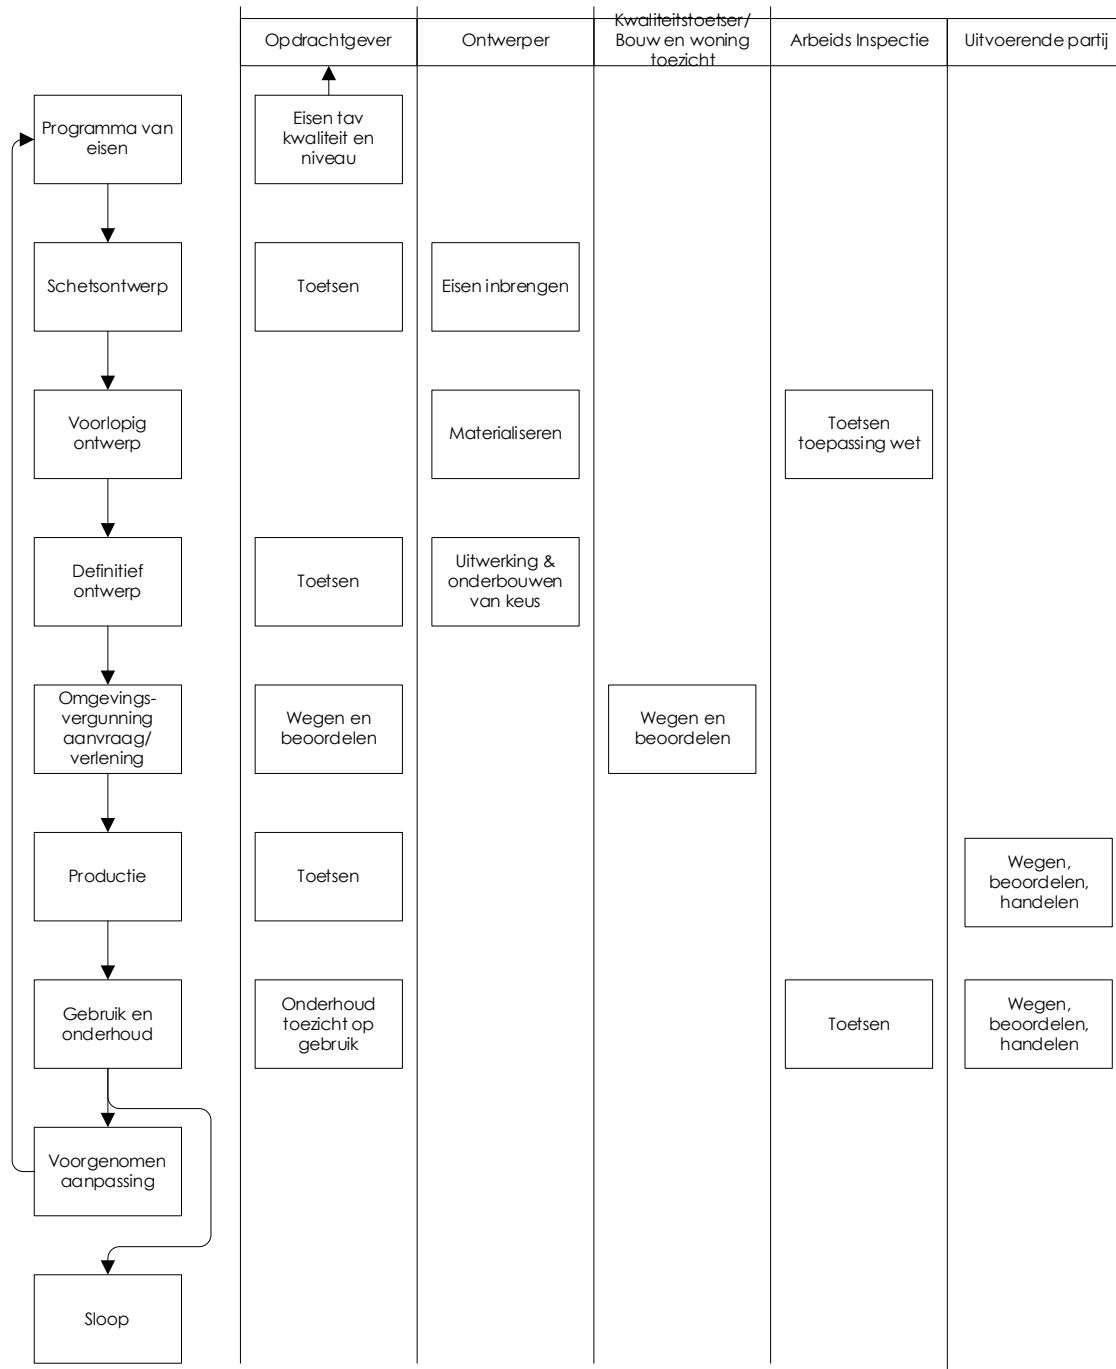 Opdrachtgever
Ontwerper
Kwaliteitstoetser/
Bouw en woning
toezicht
Arbeids Inspectie
Uitvoerende partij
Programma van
eisen
Eisen tav
kwaliteit en
niveau
Schetsontwerp
Toetsen
Eisen inbrengen
Voorlopig
ontwerp
Materialiseren
Toetsen
toepassing wet
Definitief
ontwerp
Toetsen
Uitwerking &
onderbouwen
van keus
Omgevings-
vergunning
aanvraag/
verlening
Wegen en
beoordelen
Wegen en
beoordelen
Productie
Toetsen
Wegen,
beoordelen,
handelen
Gebruik en
onderhoud
Onderhoud
toezicht op
gebruik
Toetsen
Wegen,
beoordelen,
handelen
Voorgenomen
aanpassing
Sloop